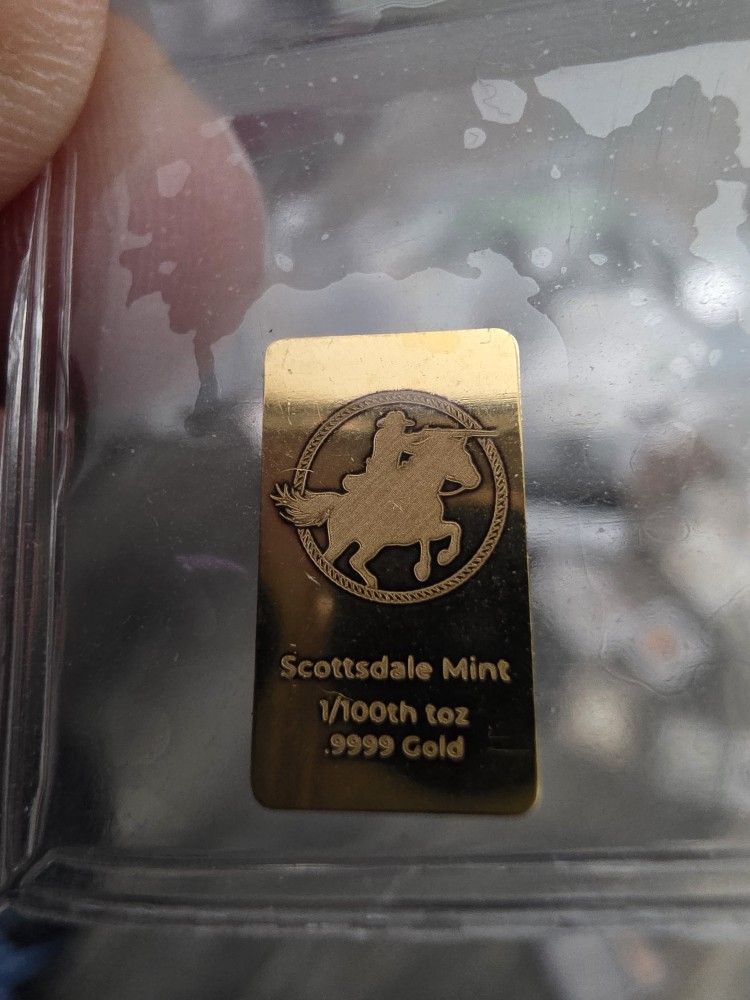 Scottsdale Mint
1/100th toz
.9999 Gold